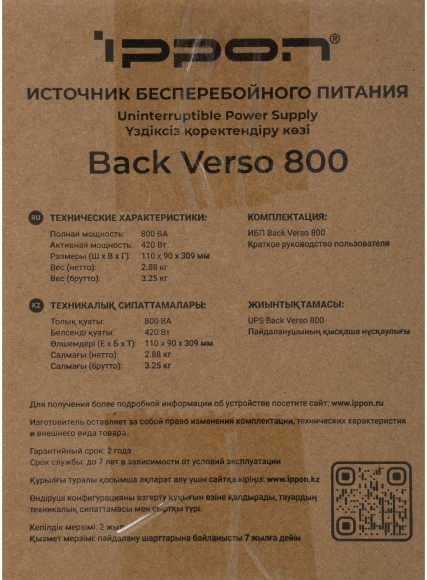 ippon®
ИСТОЧНИК БЕСПЕРЕБОЙНОГО ПИТАНИЯ
Uninterruptible Power Supply
Үздіксіз қоректендіру көзі
Back Verso 800
RU ТЕХНИЧЕСКИЕ ХАРАКТЕРИСТИКИ:
Полная мощность: 800 ВА
Активная мощность: 420 Вт
Размеры (Ш х В х Г): 110 x 90 x 309 мм
Вес (нетто): 2.88 кг
Вес (брутто): 3.25 кг
КОМПЛЕКТАЦИЯ:
ИБП Back Verso 800
Краткое руководство пользователя
KZ ТЕХНИКАЛЫҚ СИПАТТАМАЛАРЫ:
Толық қуаты: 800 ВА
Белсенді қуаты: 420 Вт
Өлшемдері (Е х Б х Т): 110 x 90 x 309 мм
Салмағы (нетто): 2.88 кг
Салмағы (брутто): 3.25 кг
ЖИЫНТЫҚТАМАСЫ:
UPS Back Verso 800
Пайдаланушының қысқаша нұсқаулығы
Для получения более подробной информации об устройстве посетите сайт: www.ippon.ru
Изготовитель оставляет за собой право изменения комплектации, технических характеристик
и внешнего вида товара.
Гарантийный срок: 2 года
Срок службы: до 7 лет в зависимости от условий эксплуатации
Құрылғы туралы қосымша ақпарат алу үшін сайтқа кіріңіз: www.ippon.kz
Өндіруші конфигурацияны өзгерту құқығын өзіне қалдырады, тауардың
техникалық сипаттамасы мен сыртқы түрі.
Кепілдік мерзімі: 2 жыл
Қызмет мерзімі: пайдалану шарттарына байланысты 7 жылға дейін